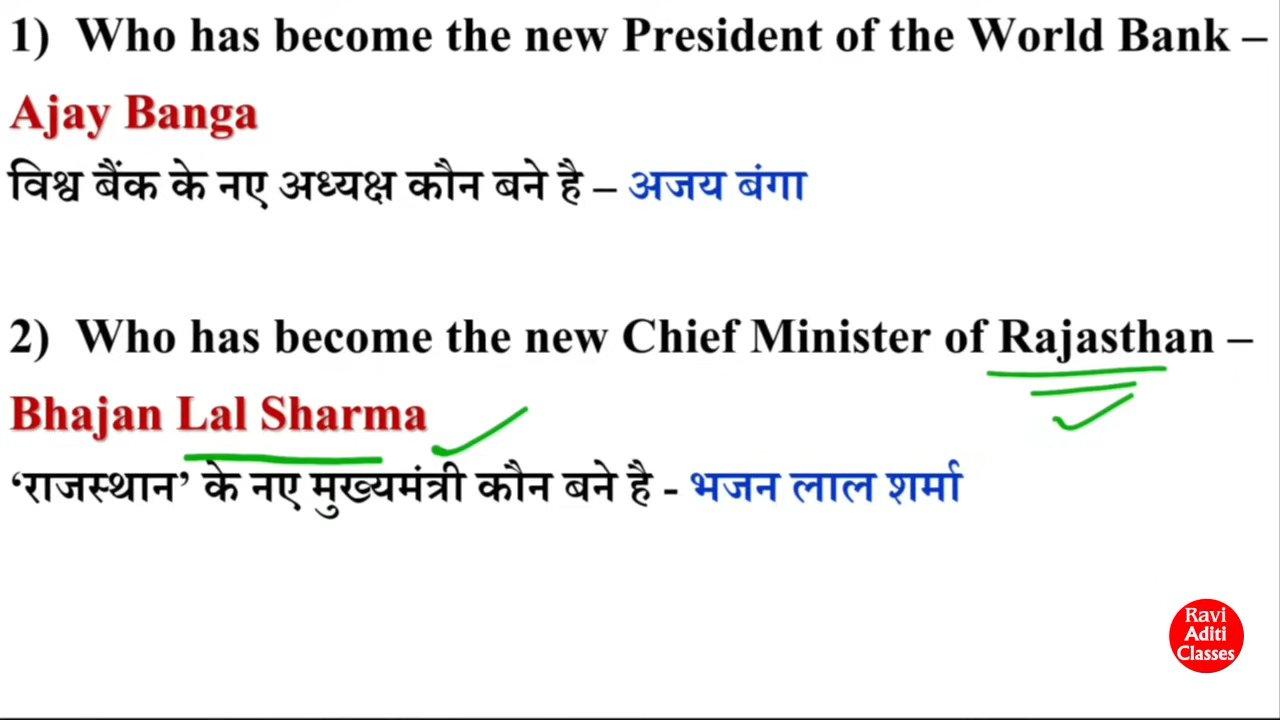 1) Who has become the new President of the World Bank –
Ajay Banga
विश्व बैंक के नए अध्यक्ष कौन बने है – अजय बंगा
2) Who has become the new Chief Minister of Rajasthan –
Bhajan Lal Sharma
‘राजस्थान’ के नए मुख्यमंत्री कौन बने है - भजन लाल शर्मा
Ravi
Aditi
Classes